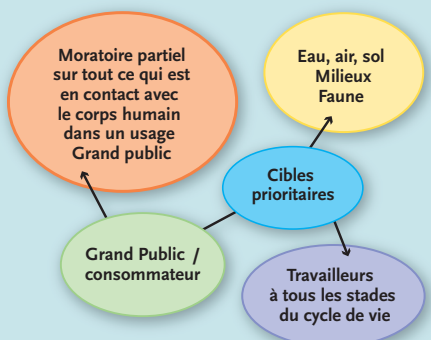 Moratoire partiel
sur tout ce qui est
en contact avec
le corps humain
dans un usage
Grand public
Eau, air, sol
Milieux
Faune
Cibles
prioritaires
Grand Public /
consommateur
Travailleurs
à tous les stades
du cycle de vie